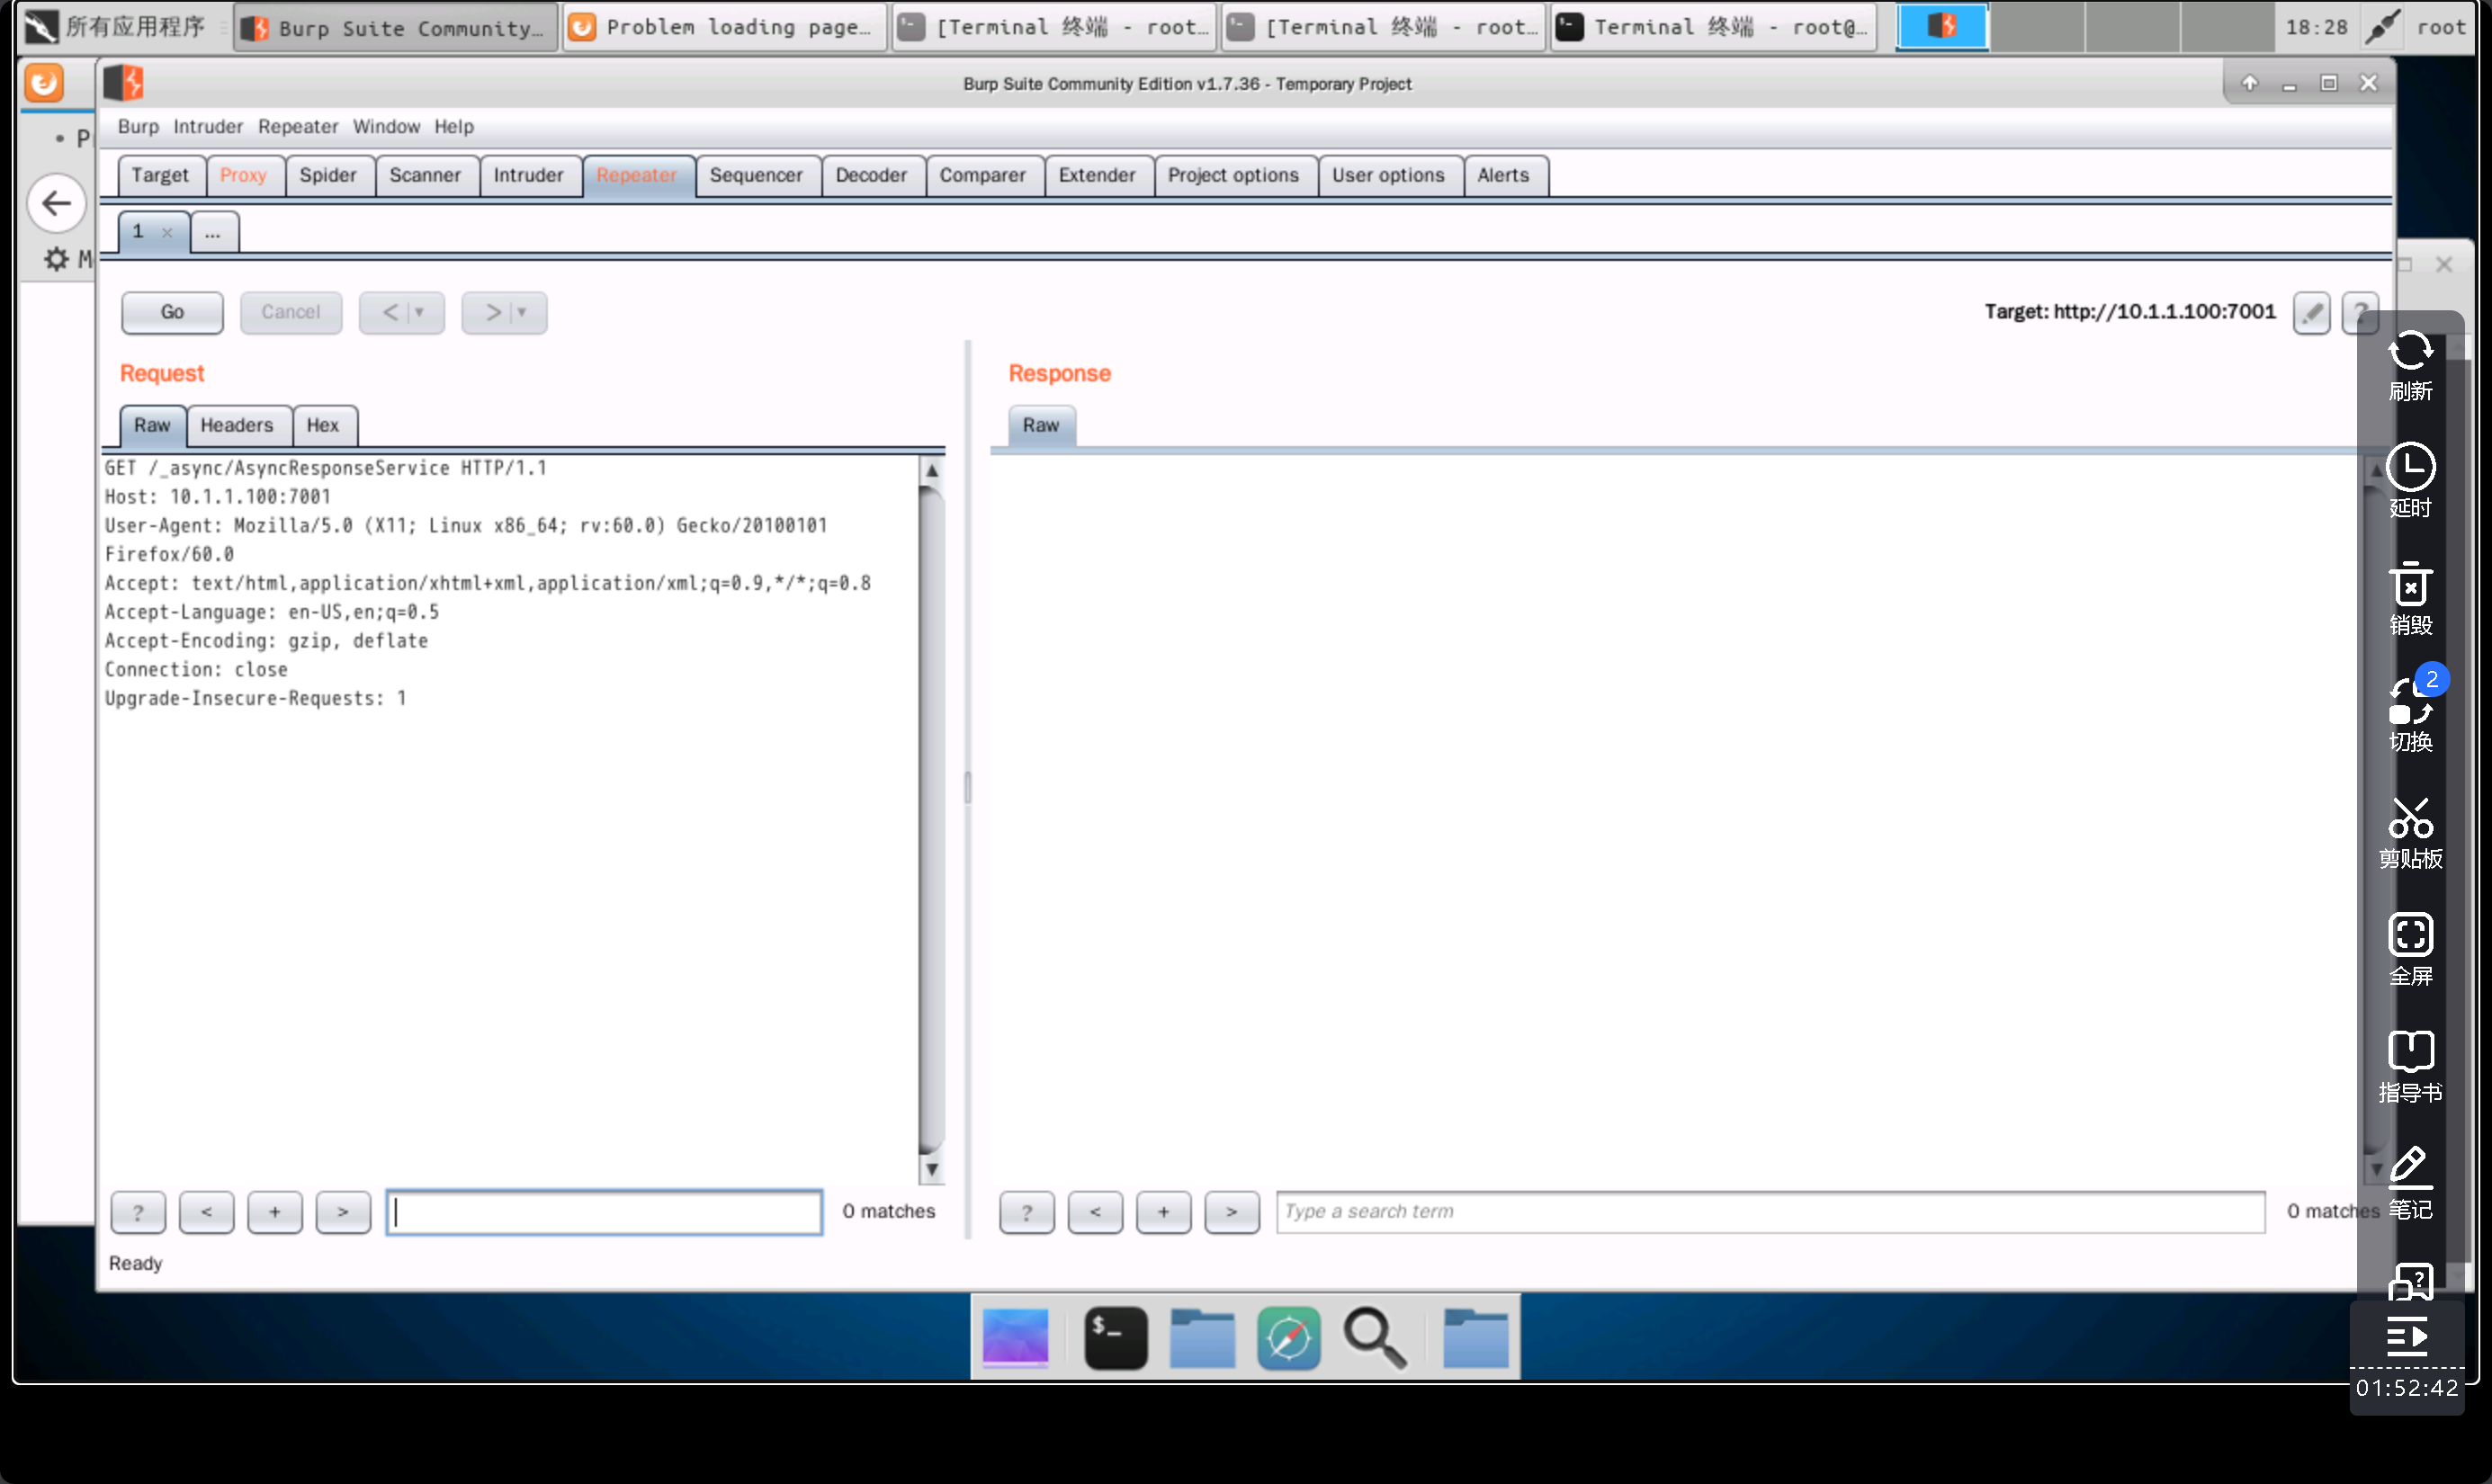 所有应用程序
Burp Suite Community…
Problem loading page…
[Terminal 终端 - root…
[Terminal 终端 - root…
Terminal 终端 - root@…
18:28
root
Burp Suite Community Edition v1.7.36 - Temporary Project
Burp Intruder Repeater Window Help
Target Proxy Spider Scanner Intruder Repeater Sequencer Decoder Comparer Extender Project options User options Alerts
1 × ...
Go Cancel < ▼ > ▼
Target: http://10.1.1.100:7001 ?
Request
Raw Headers Hex
GET /_async/AsyncResponseService HTTP/1.1
Host: 10.1.1.100:7001
User-Agent: Mozilla/5.0 (X11; Linux x86_64; rv:60.0) Gecko/20100101
Firefox/60.0
Accept: text/html,application/xhtml+xml,application/xml;q=0.9,*/*;q=0.8
Accept-Language: en-US,en;q=0.5
Accept-Encoding: gzip, deflate
Connection: close
Upgrade-Insecure-Requests: 1
? < + > 0 matches
Ready
Response
Raw
? < + > Type a search term 0 matches
刷新
延时
销毁
2
切换
剪贴板
全屏
指导书
笔记
01:52:42
$_